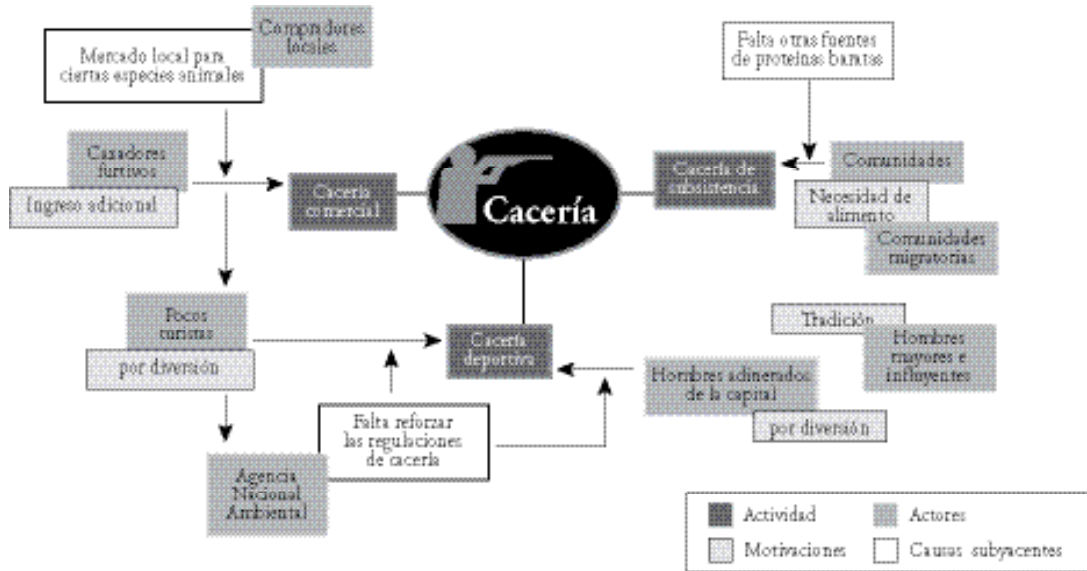 Compradores
locales
Mercado local para
ciertas especies animales
Falta otras fuentes
de proteínas baratas
Cazadores
furtivos
Ingreso adicional
Cacería
comercial
Cacería
Cacería de
subsistencia
Comunidades
Necesidad de
alimento
Comunidades
migratorias
Pocos
turistas
por diversión
Cacería
deportiva
Tradición
Hombres
mayores e
influyentes
Hombres adinerados
de la capital
por diversión
Falta reforzar
las regulaciones
de cacería
Agencia
Nacional
Ambiental
Actividad
Actores
Motivaciones
Causas subyacentes